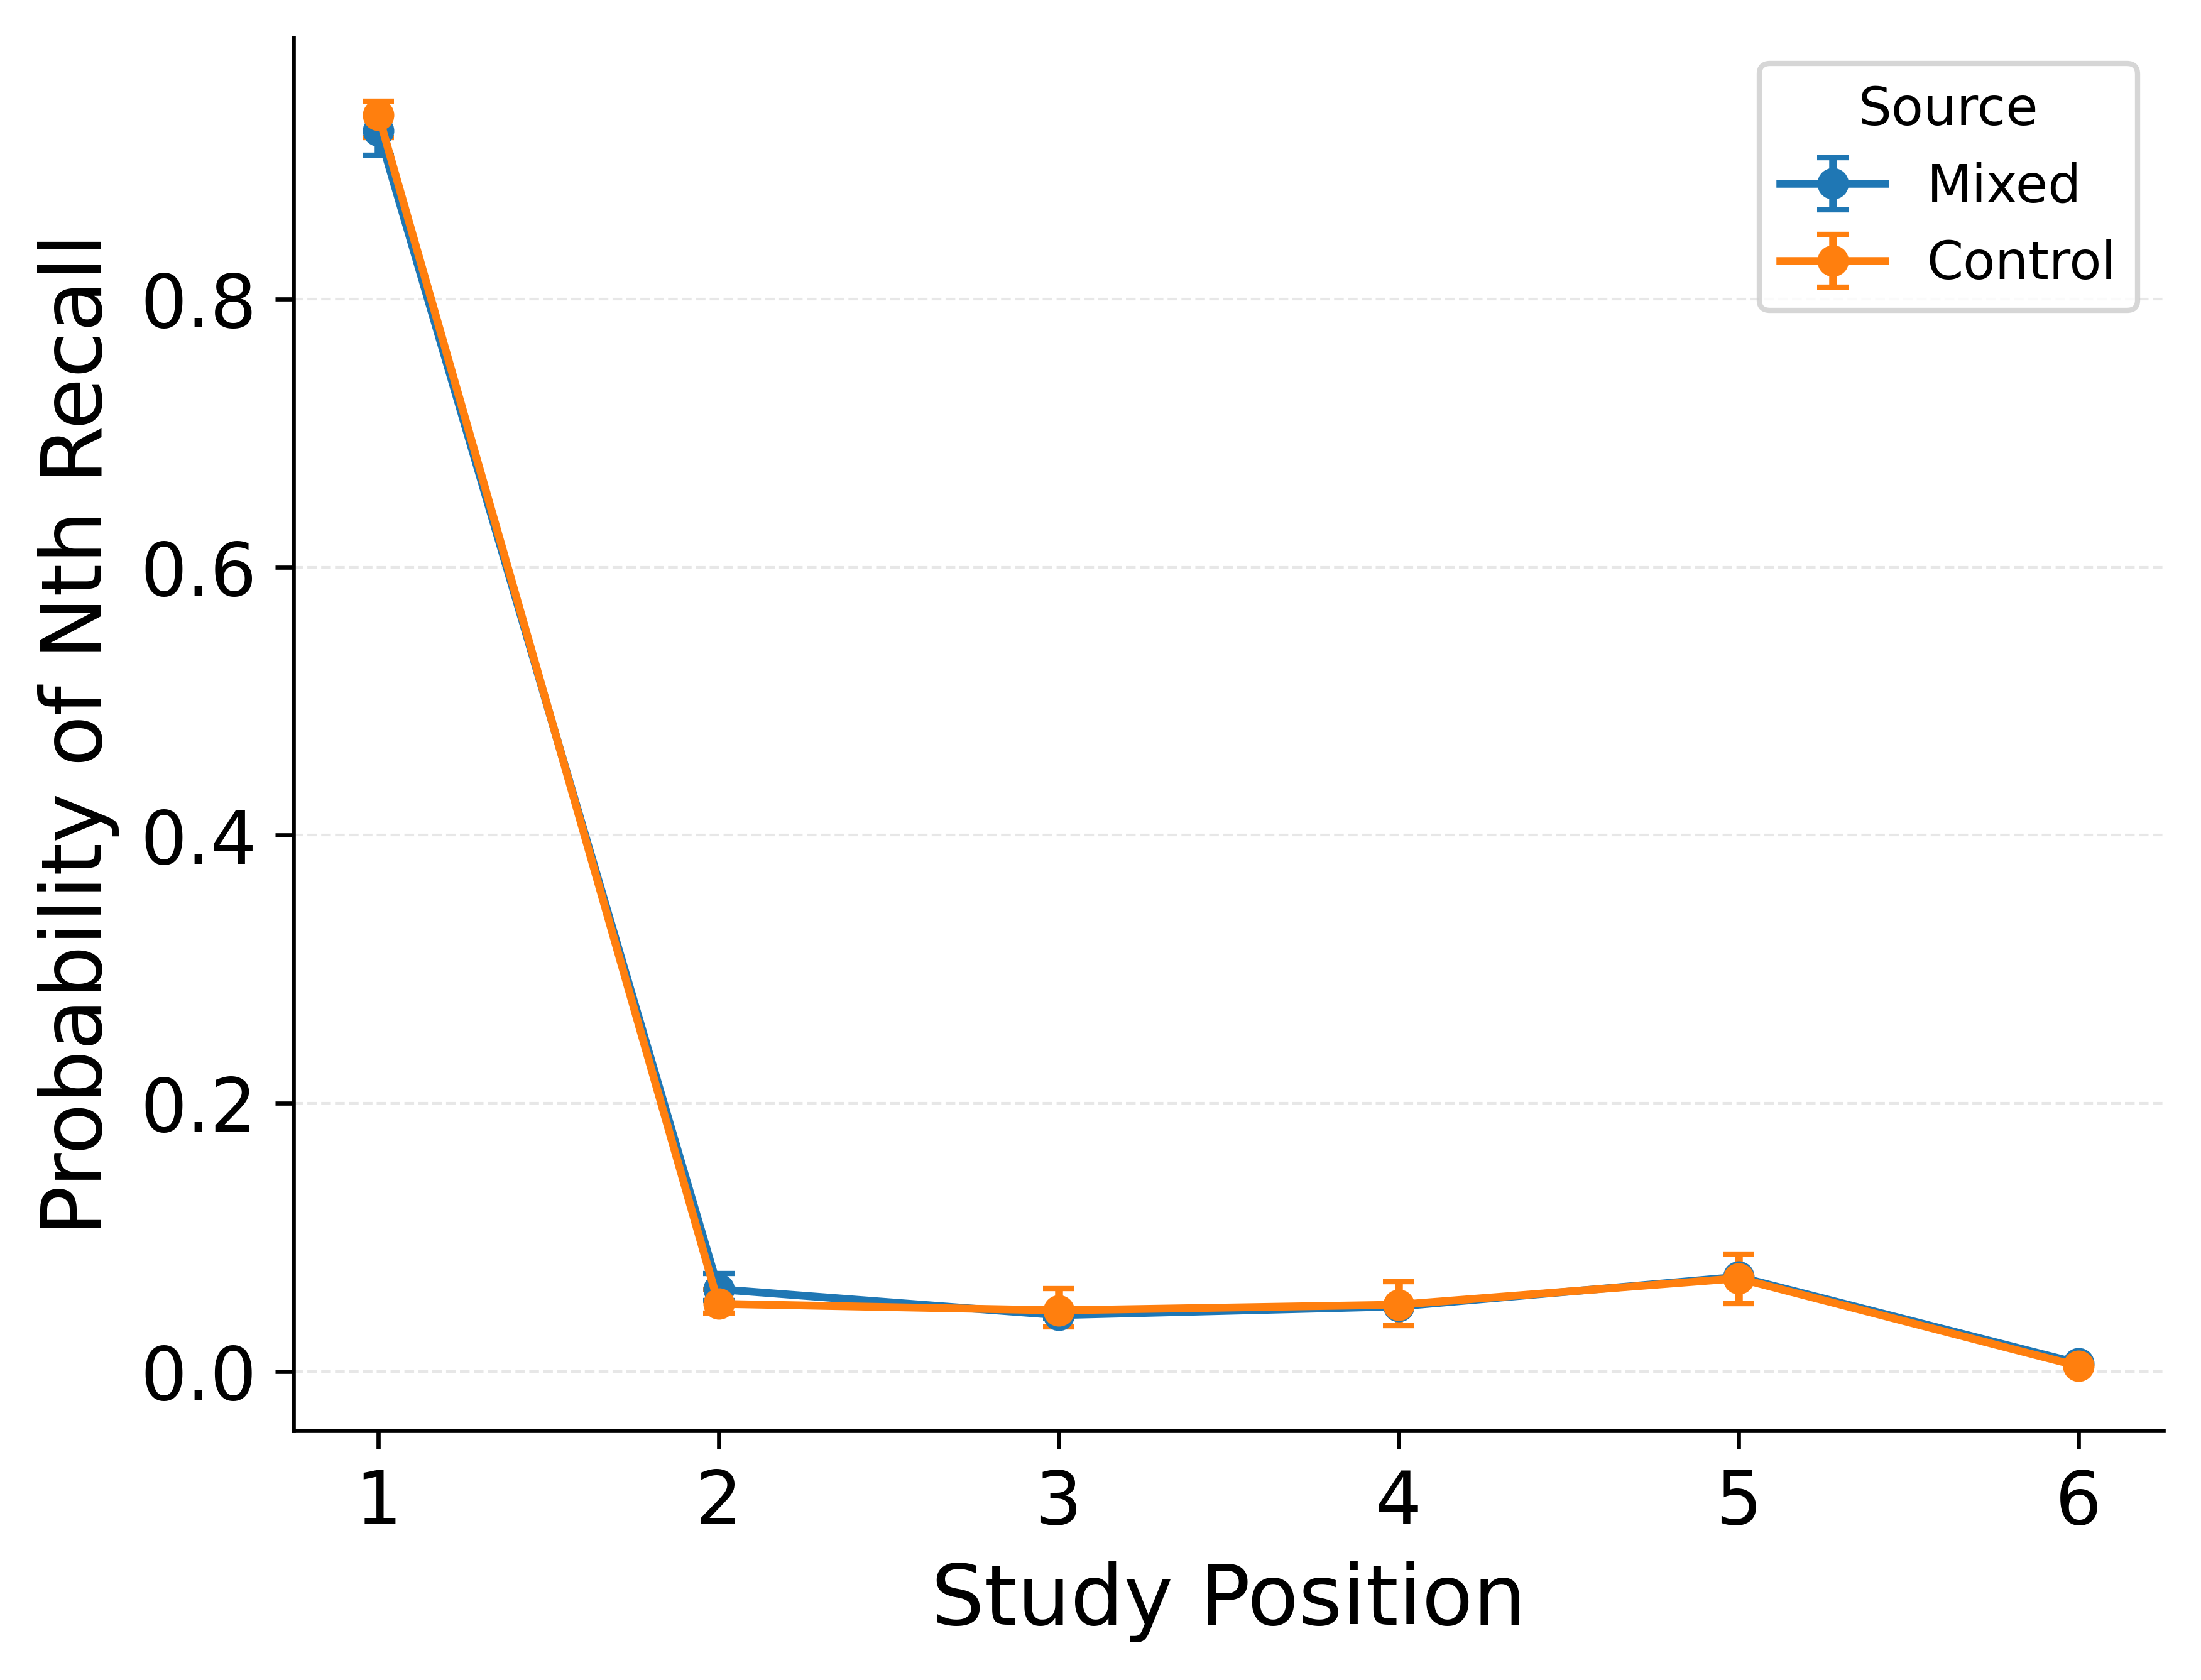 Source
Mixed
Control
Probability of Nth Recall
0.8
0.6
0.4
0.2
0.0
1 2 3 4 5 6
Study Position